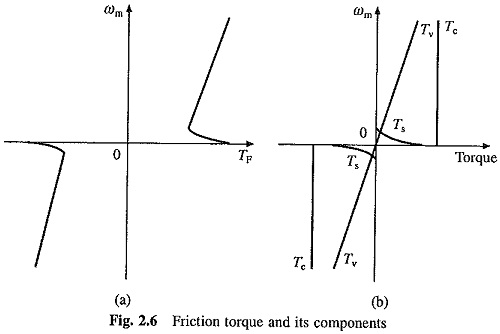 ωm
0
TF
(a)
ωm
Tv
Tc
0
Ts
Torque
Ts
Tc
Tv
(b)
Fig. 2.6 Friction torque and its components